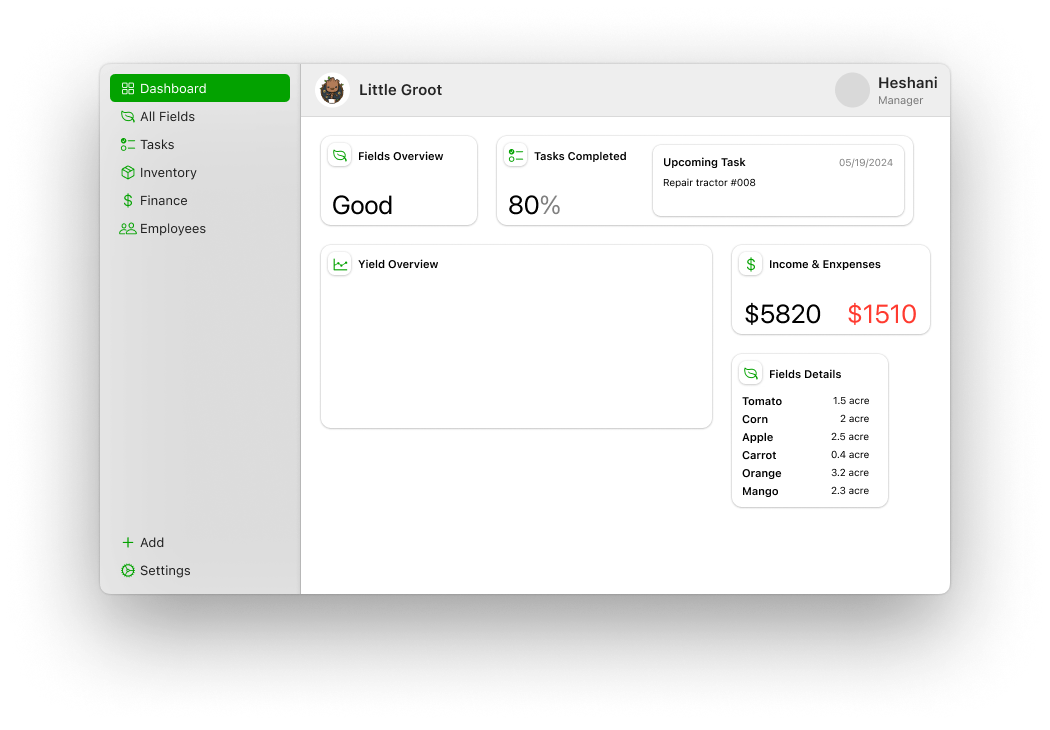 Dashboard
All Fields
Tasks
Inventory
Finance
Employees
Add
Settings
Little Groot
Heshani
Manager
Fields Overview
Good
Tasks Completed
80%
Upcoming Task 05/19/2024
Repair tractor #008
Yield Overview
Income & Enxpenses
$5820 $1510
Fields Details
Tomato 1.5 acre
Corn 2 acre
Apple 2.5 acre
Carrot 0.4 acre
Orange 3.2 acre
Mango 2.3 acre